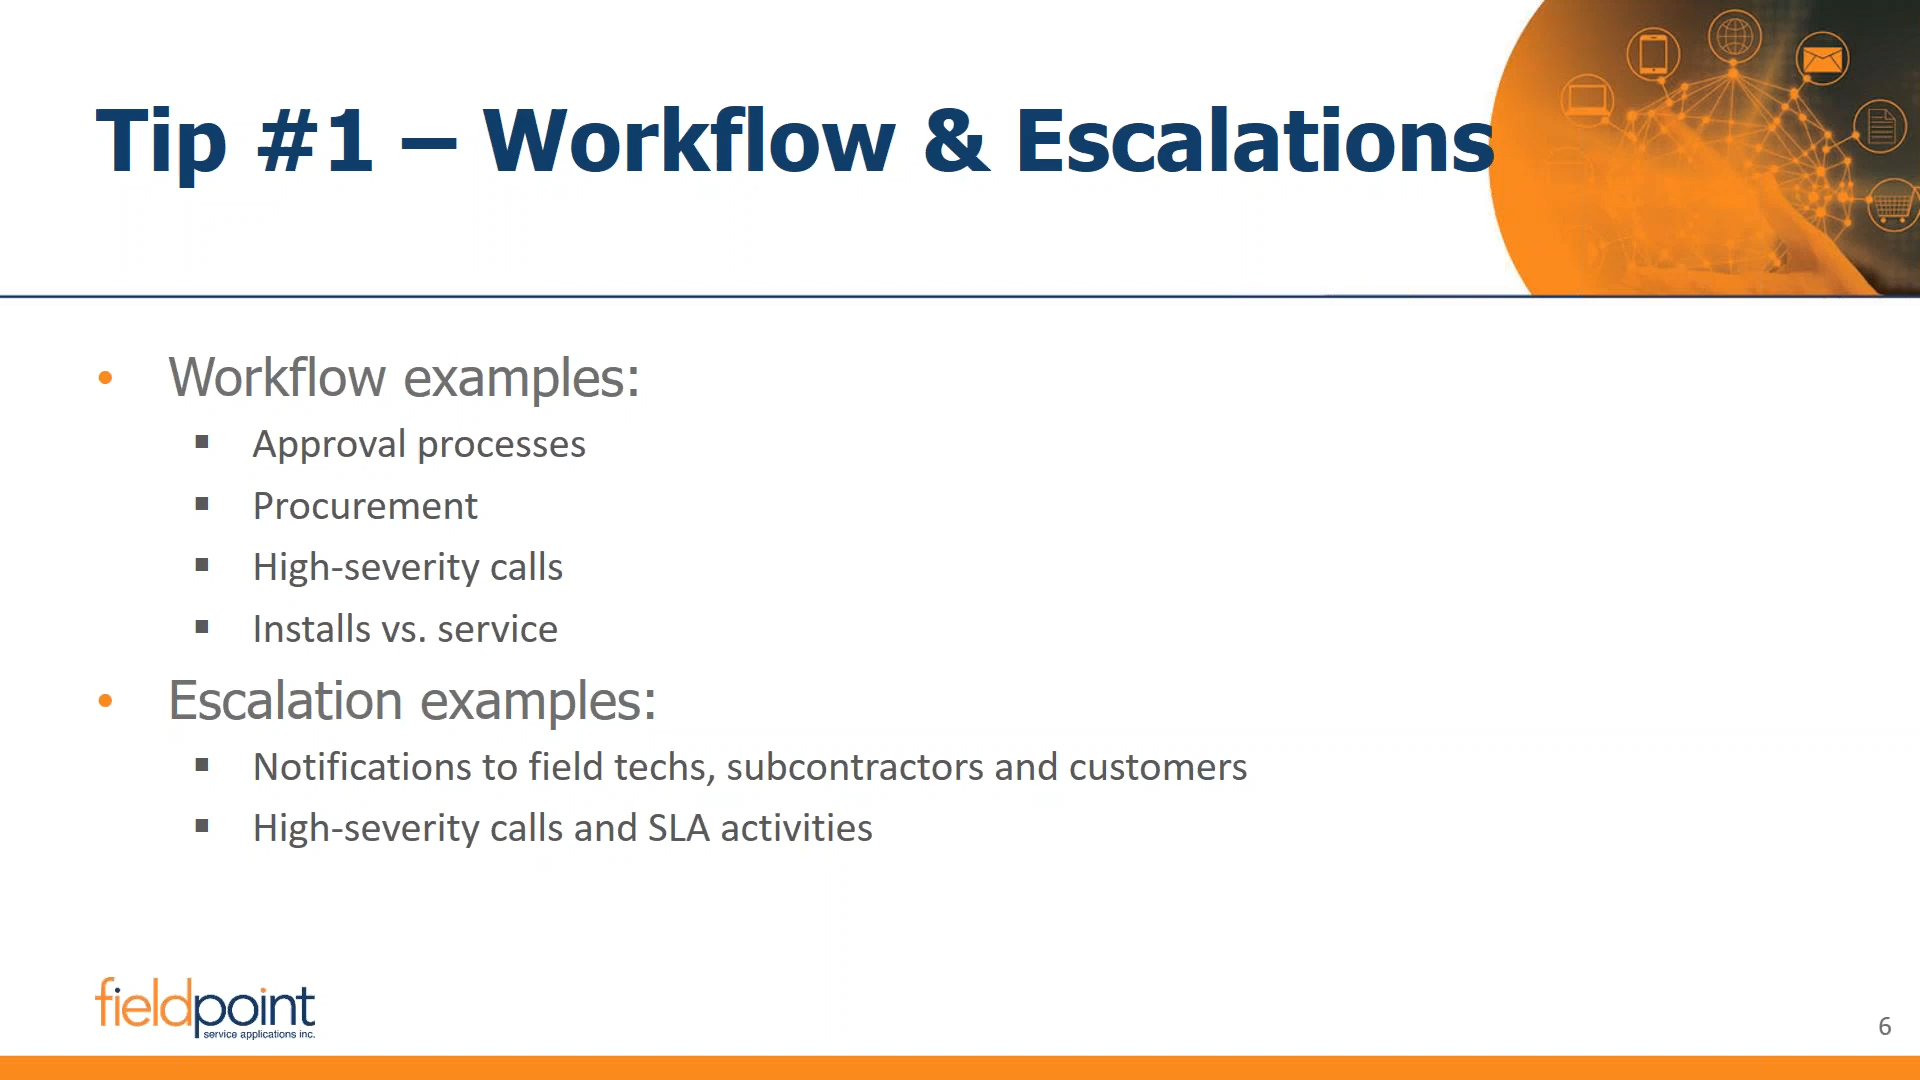 Tip #1 – Workflow & Escalations
• Workflow examples:
▪ Approval processes
▪ Procurement
▪ High-severity calls
▪ Installs vs. service
• Escalation examples:
▪ Notifications to field techs, subcontractors and customers
▪ High-severity calls and SLA activities
fieldpoint
service applications inc.
6